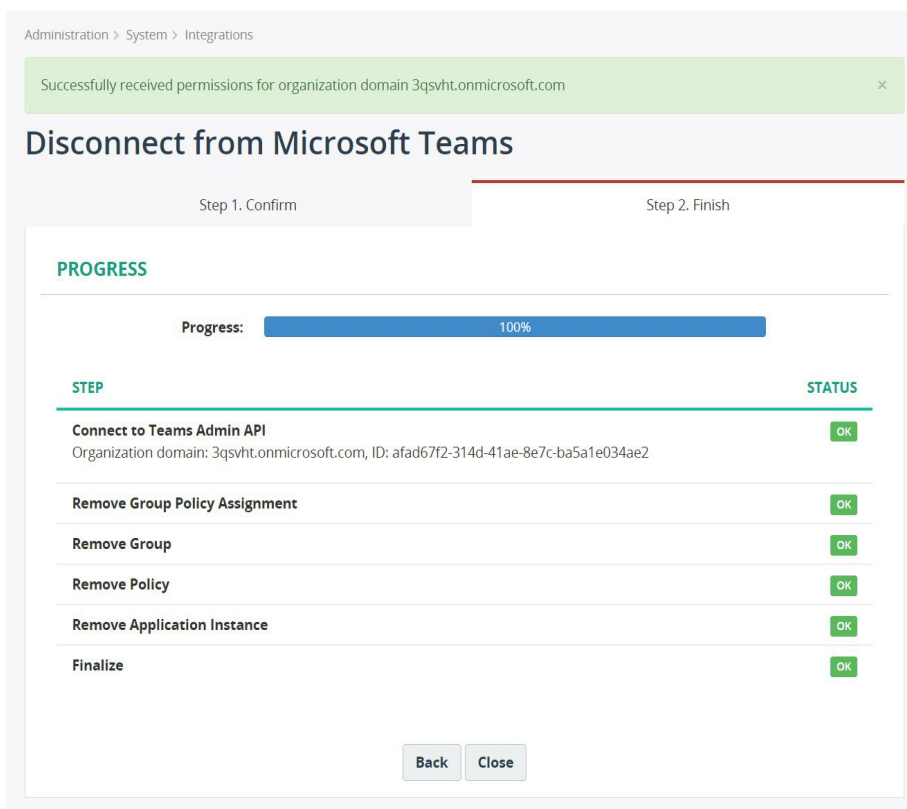 Administration > System > Integrations
Successfully received permissions for organization domain 3qsvht.onmicrosoft.com ×
Disconnect from Microsoft Teams
Step 1. Confirm Step 2. Finish
PROGRESS
Progress: 100%
STEP STATUS
Connect to Teams Admin API OK
Organization domain: 3qsvht.onmicrosoft.com, ID: afad67f2-314d-41ae-8e7c-ba5a1e034ae2
Remove Group Policy Assignment OK
Remove Group OK
Remove Policy OK
Remove Application Instance OK
Finalize OK
Back Close